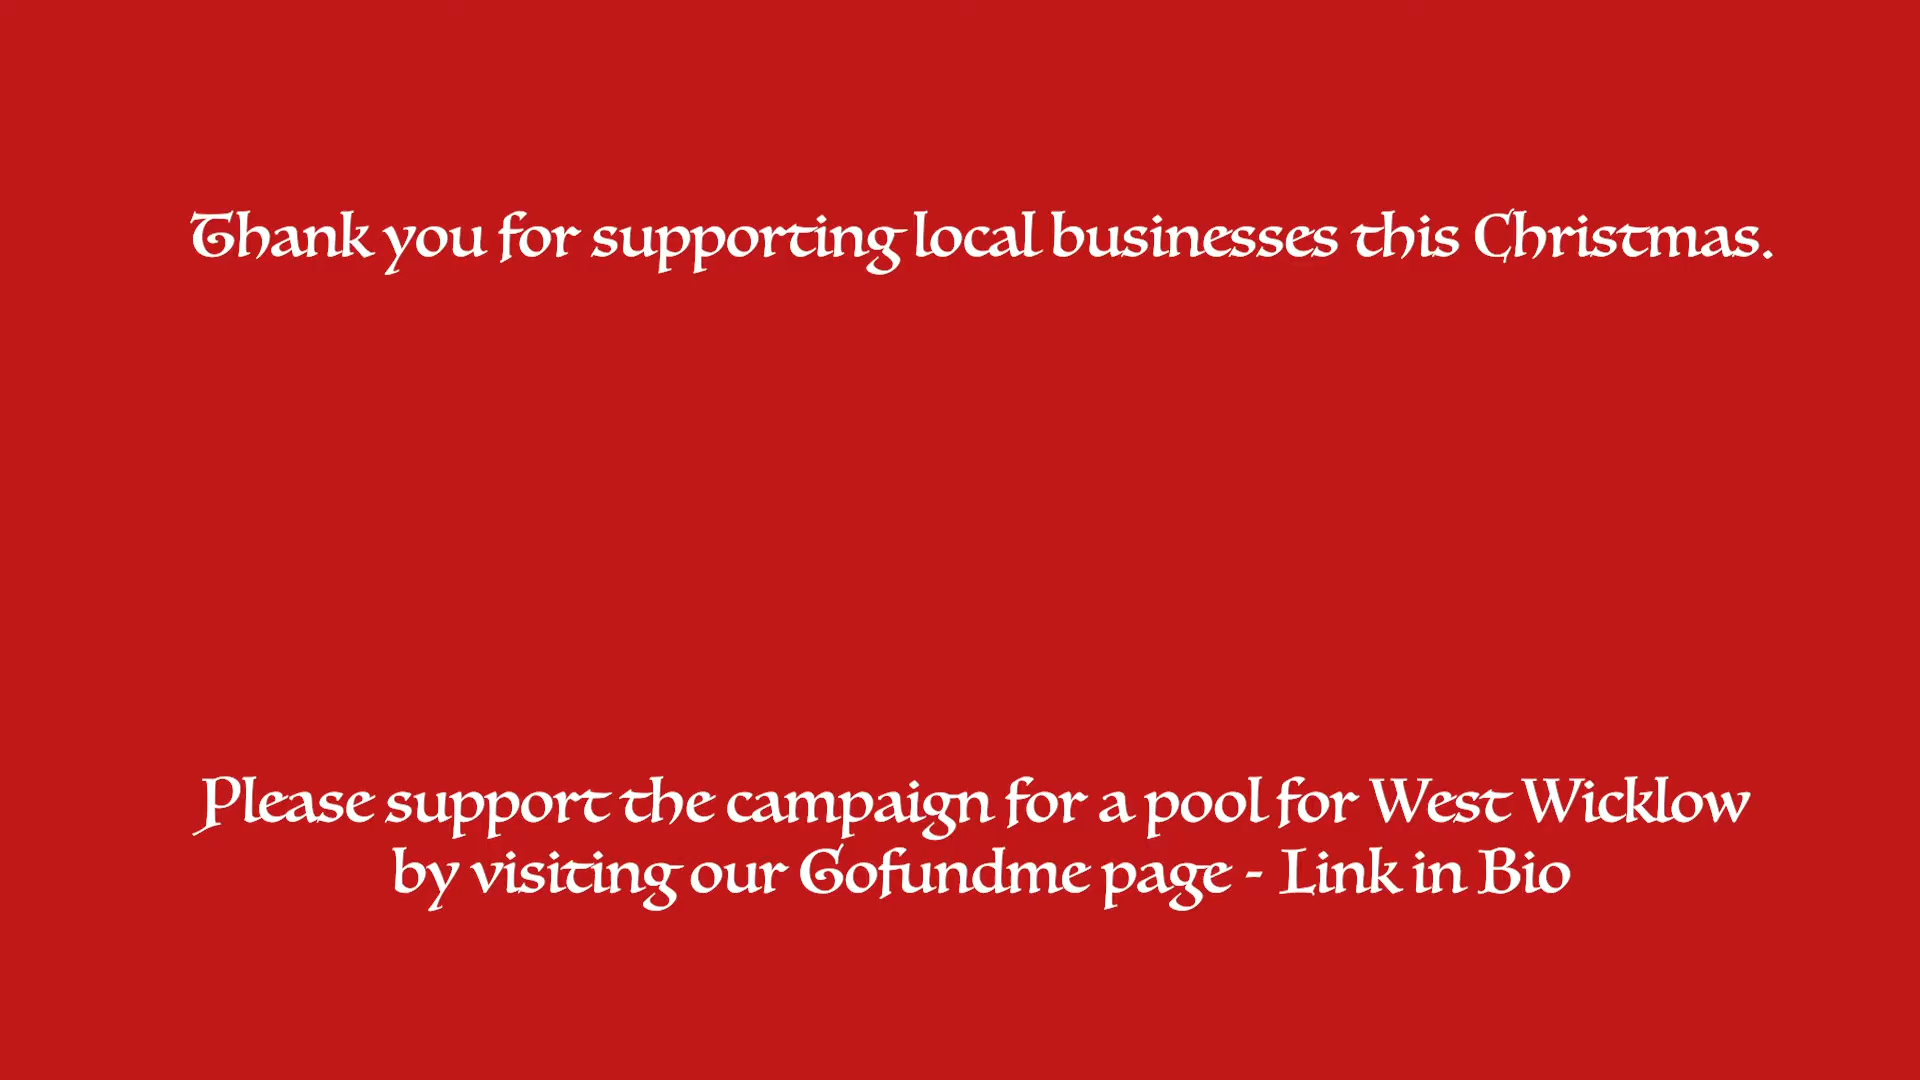 Thank you for supporting local businesses this Christmas.
Please support the campaign for a pool for West Wicklow
by visiting our Gofundme page - Link in Bio